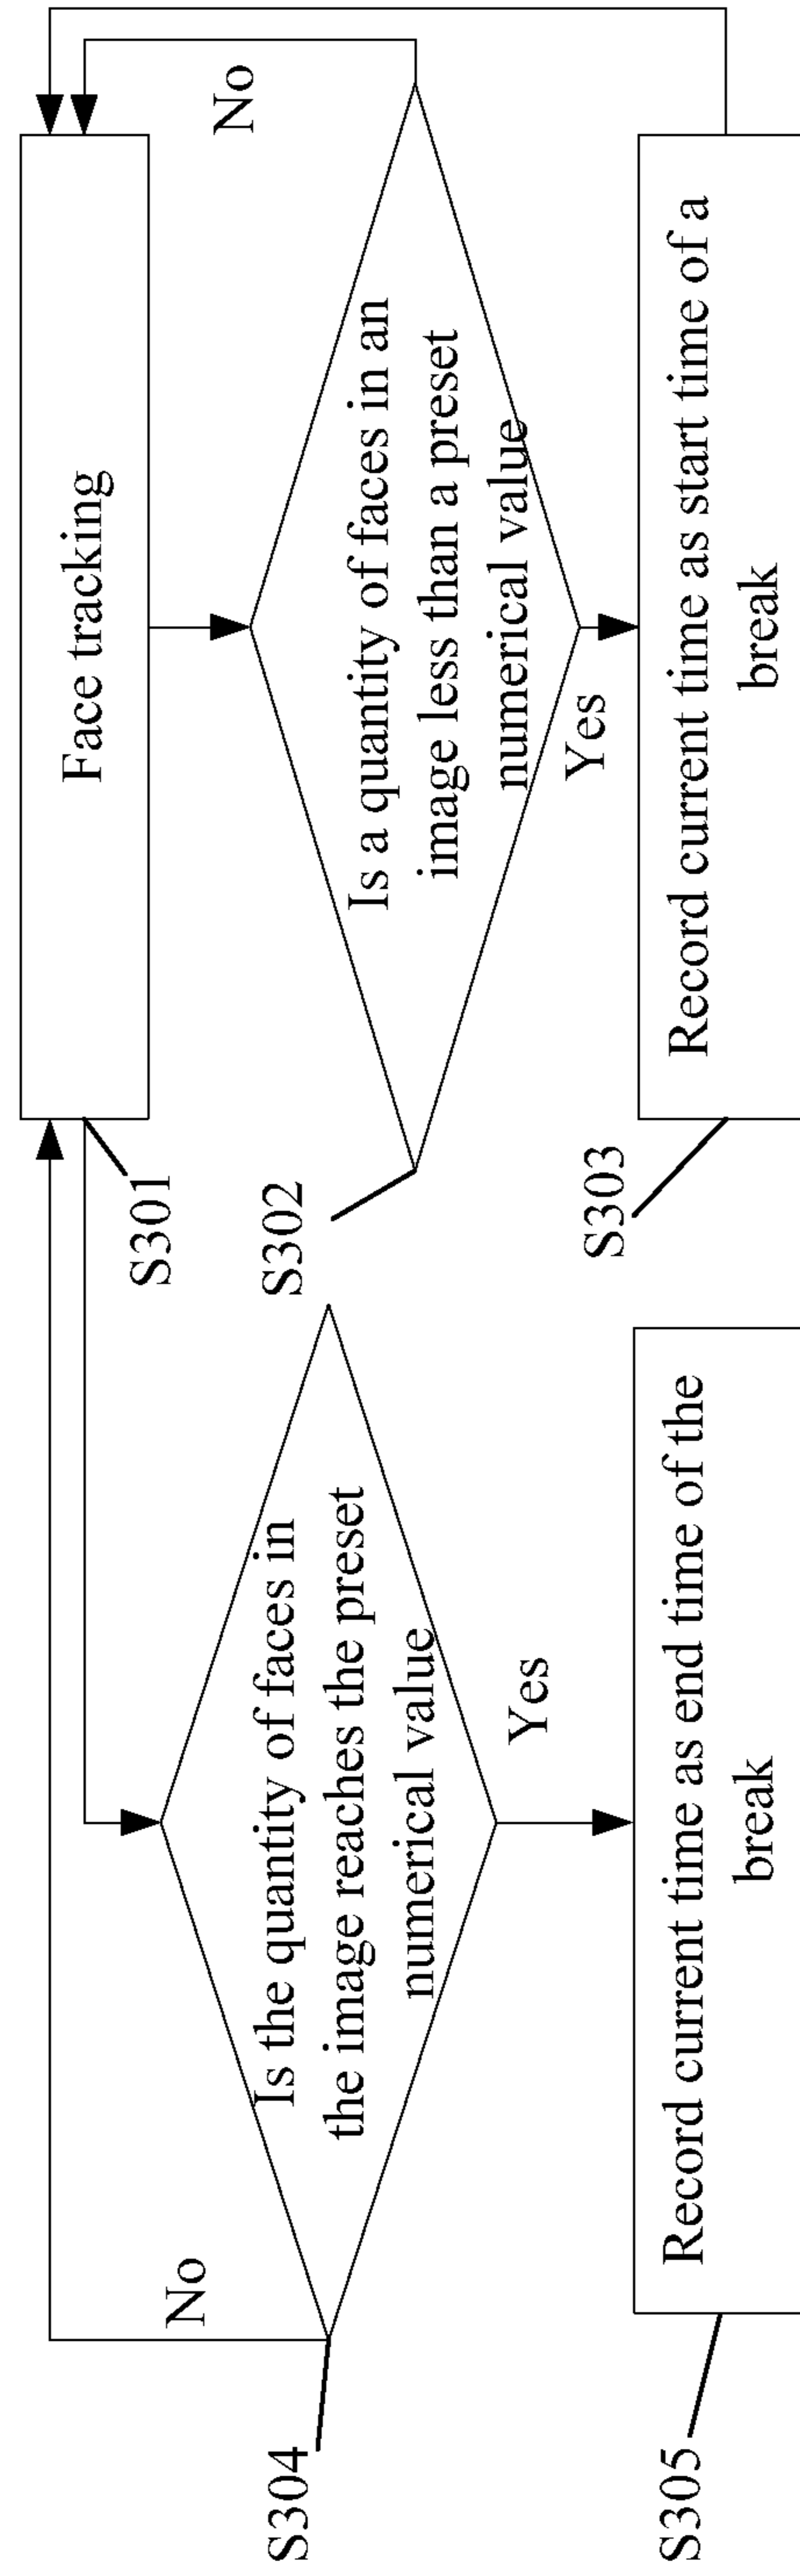 Face tracking
S301
No
Is a quantity of faces in an
image less than a preset
numerical value
S302
Yes
Record current time as start time of a
break
S303
No
Is the quantity of faces in
the image reaches the preset
numerical value
S304
Yes
Record current time as end time of the
break
S305